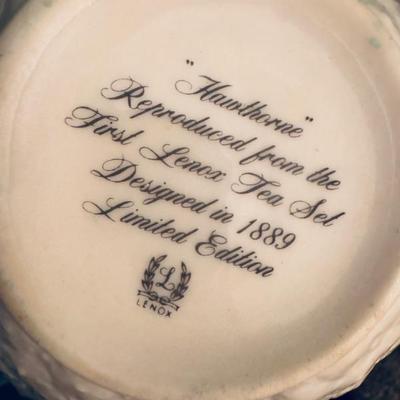 "Hawthorne"
Reproduced from the
First Lenox Tea Set
Designed in 1889
Limited Edition
L
LENOX